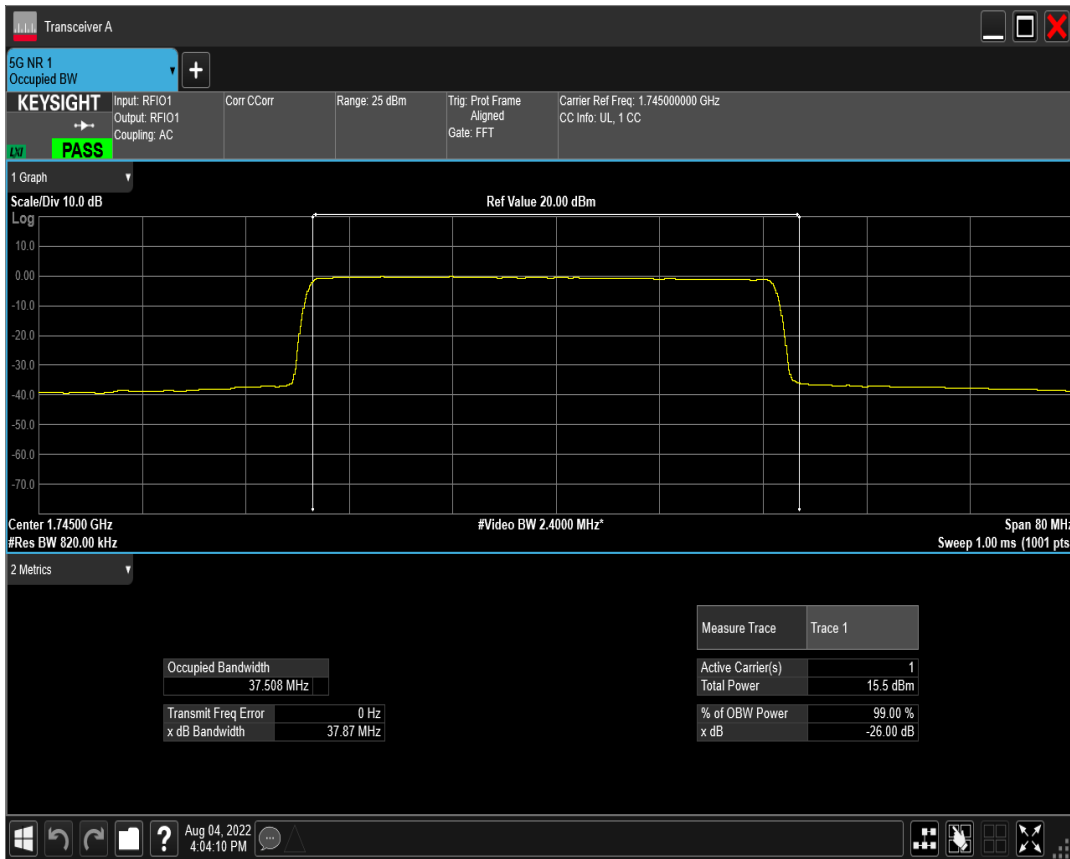 Transceiver A
5G NR 1
Occupied BW
KEYSIGHT
LXI
PASS
Input: RFIO1
Output: RFIO1
Coupling: AC
Corr CCorr
Range: 25 dBm
Trig: Prot Frame
Aligned
Gate: FFT
Carrier Ref Freq: 1.745000000 GHz
CC Info: UL, 1 CC
1 Graph
Scale/Div 10.0 dB
Ref Value 20.00 dBm
Log
10.0
0.00
-10.0
-20.0
-30.0
-40.0
-50.0
-60.0
-70.0
Center 1.74500 GHz
#Video BW 2.4000 MHz*
Span 80 MHz
#Res BW 820.00 kHz
Sweep 1.00 ms (1001 pts
2 Metrics
Measure Trace Trace 1
Occupied Bandwidth
37.508 MHz
Active Carrier(s) 1
Total Power 15.5 dBm
Transmit Freq Error 0 Hz
x dB Bandwidth 37.87 MHz
% of OBW Power 99.00 %
x dB -26.00 dB
?
Aug 04, 2022
4:04:10 PM